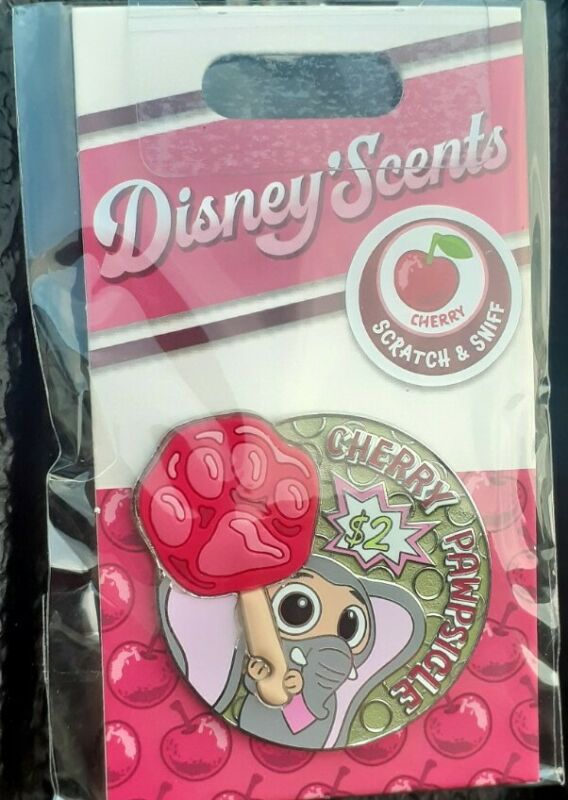 Disney'Scents
CHERRY
SCRATCH & SNIFF
CHERRY PAWPSICLE
$2